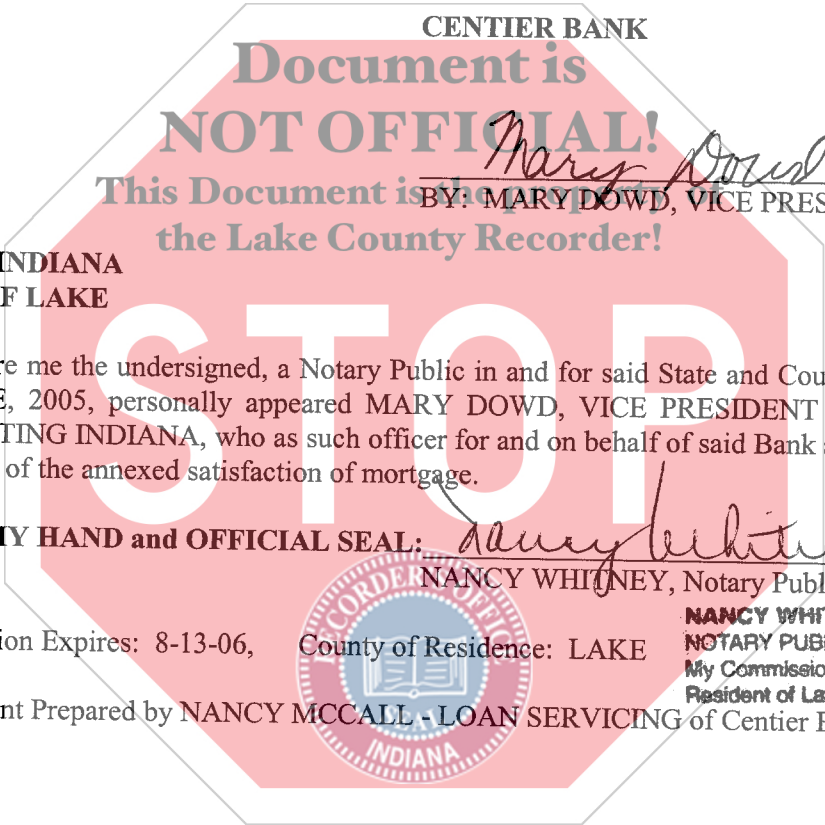 CENTIER BANK
Document is
NOT OFFICIAL!
Mary Dowd
This Document is the property of
BY: MARY DOWD, VICE PRES
the Lake County Recorder!
INDIANA
F LAKE
STOP
re me the undersigned, a Notary Public in and for said State and Cou
E, 2005, personally appeared MARY DOWD, VICE PRESIDENT
TING INDIANA, who as such officer for and on behalf of said Bank
of the annexed satisfaction of mortgage.
IY HAND and OFFICIAL SEAL:
Nancy White
NANCY WHITNEY, Notary Publ
RECORDER'S OFFICE
SEAL
INDIANA
NANCY WHI
NOTARY PUB
My Commissio
Resident of La
ion Expires: 8-13-06, County of Residence: LAKE
nt Prepared by NANCY MCCALL - LOAN SERVICING of Centier B